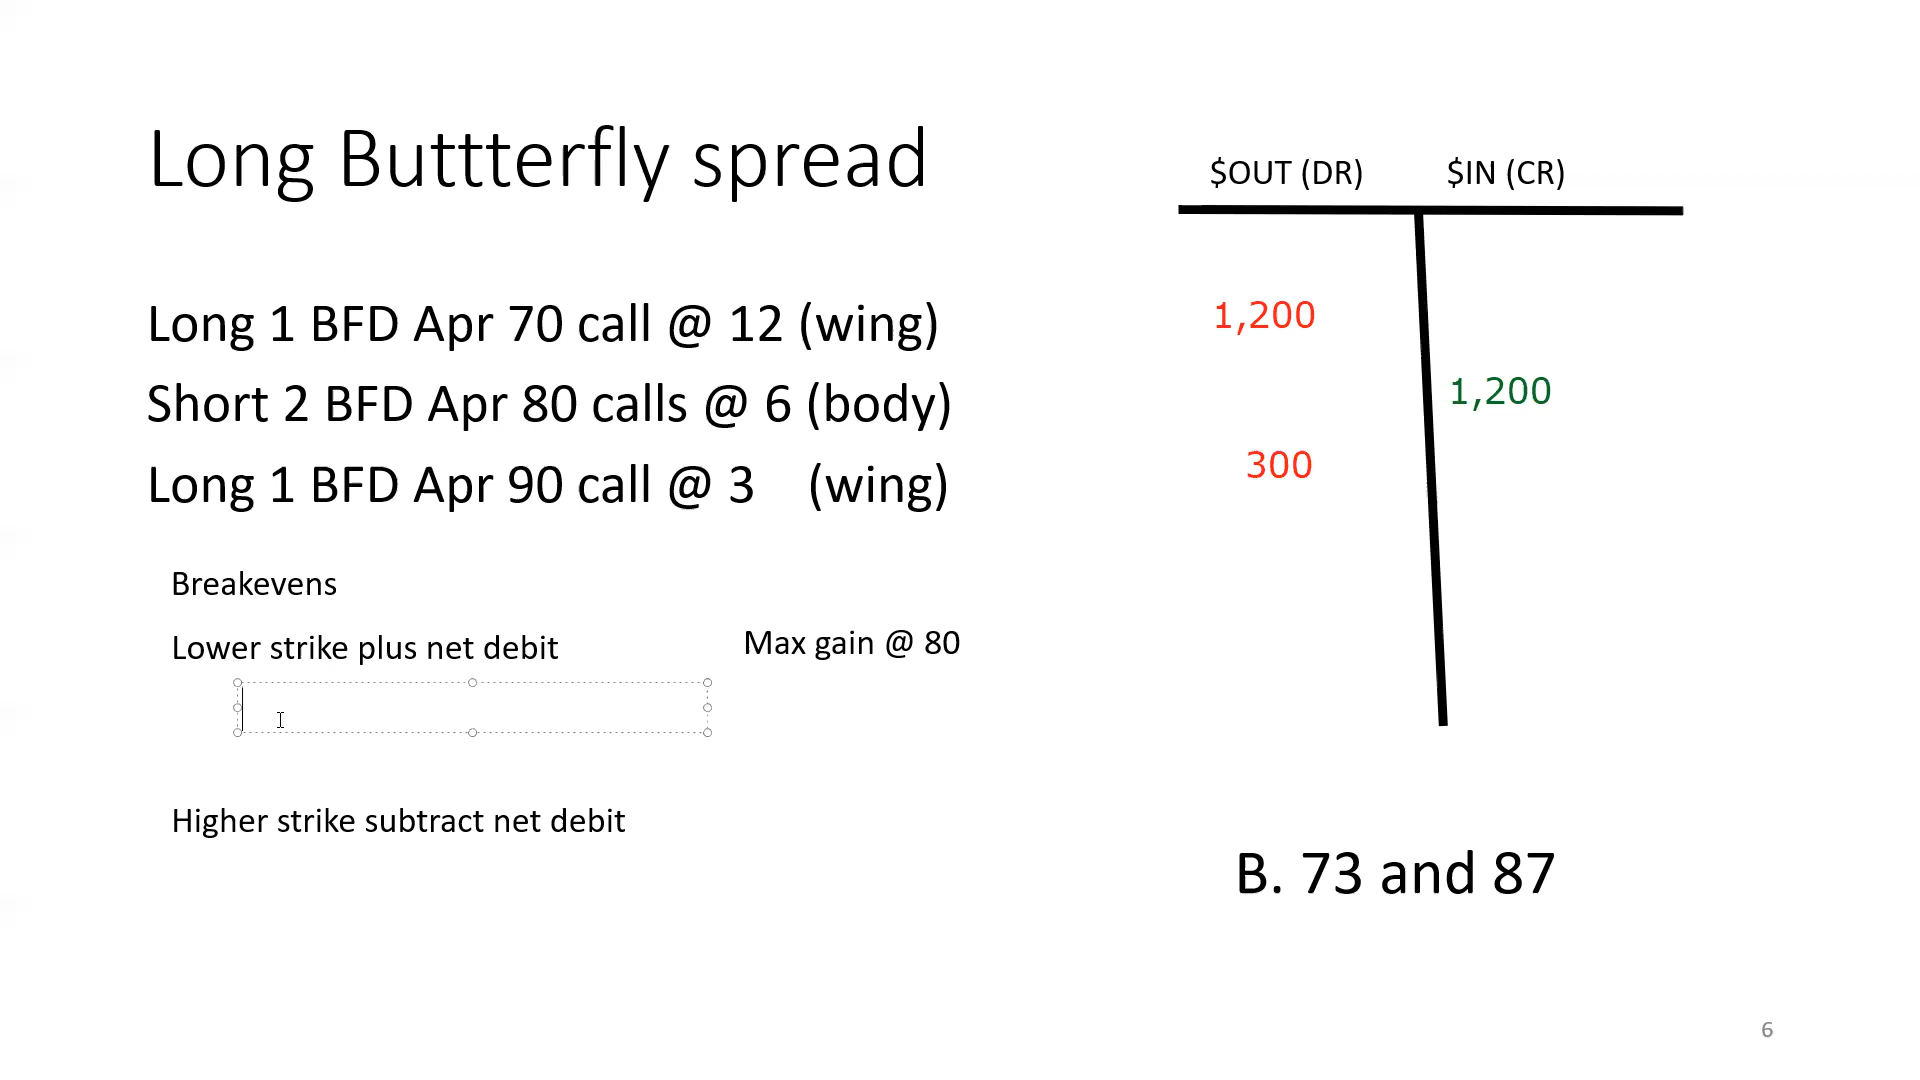 Long Buttterfly spread
$OUT (DR) $IN (CR)
Long 1 BFD Apr 70 call @ 12 (wing)
1,200
Short 2 BFD Apr 80 calls @ 6 (body)
1,200
Long 1 BFD Apr 90 call @ 3 (wing)
300
Breakevens
Lower strike plus net debit
Max gain @ 80
Higher strike subtract net debit
B. 73 and 87
6